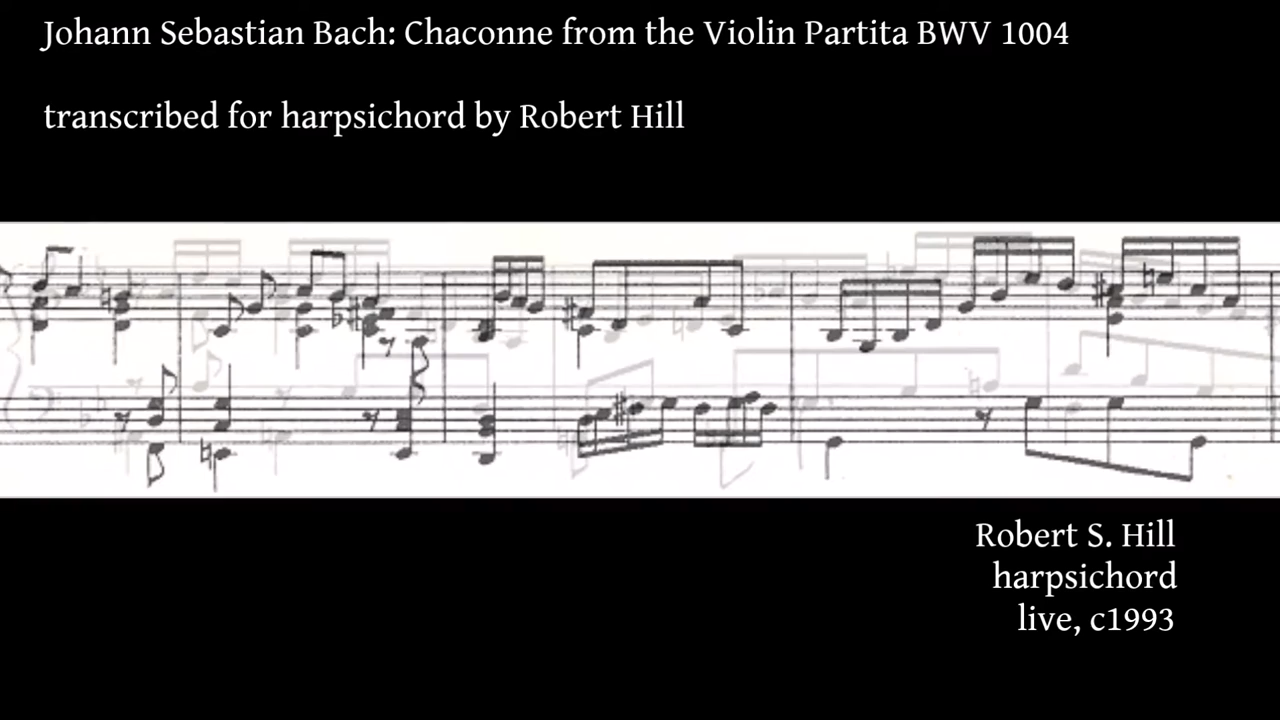 Johann Sebastian Bach: Chaconne from the Violin Partita BWV 1004
transcribed for harpsichord by Robert Hill
Robert S. Hill
harpsichord
live, c1993